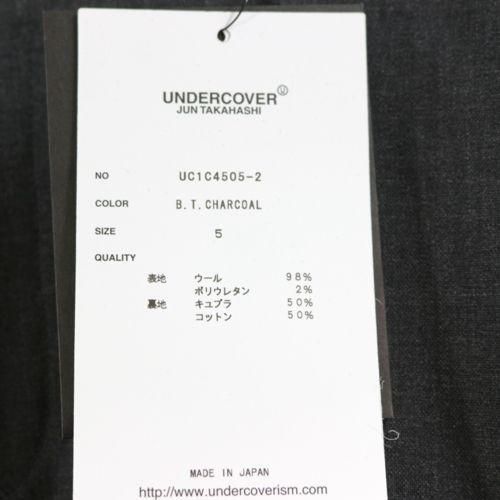 UNDERCOVER Ⓤ
JUN TAKAHASHI
NO UC1C4505-2
COLOR B.T.CHARCOAL
SIZE 5
QUALITY
表地 ウール 98%
ポリウレタン 2%
裏地 キュプラ 50%
コットン 50%
MADE IN JAPAN
http://www.undercoverism.com/